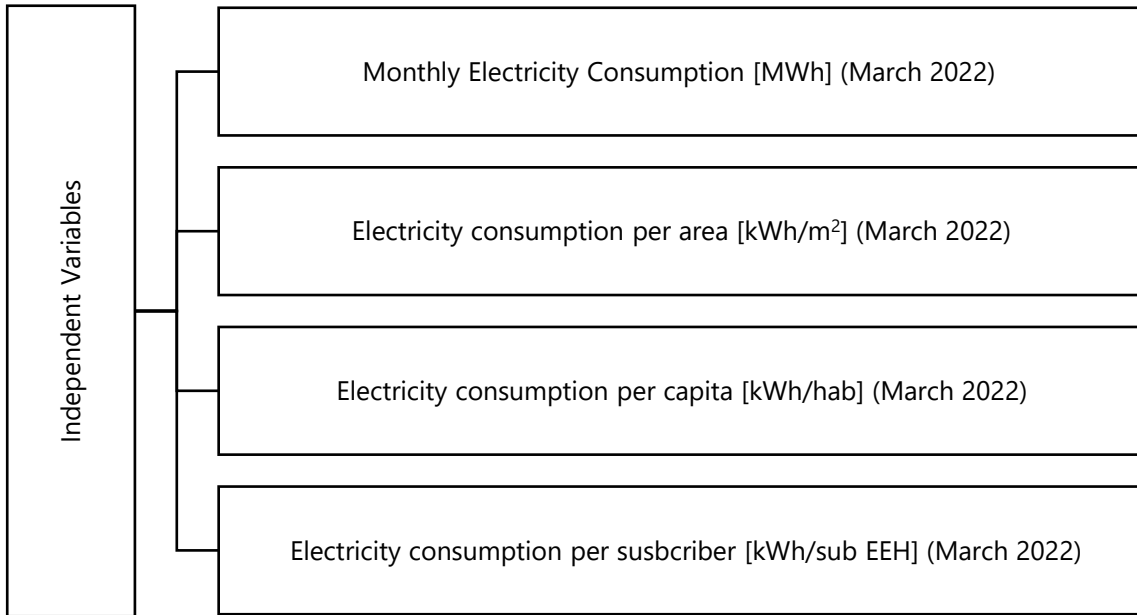 Independent Variables
Monthly Electricity Consumption [MWh] (March 2022)
Electricity consumption per area [kWh/m²] (March 2022)
Electricity consumption per capita [kWh/hab] (March 2022)
Electricity consumption per susbcriber [kWh/sub EEH] (March 2022)